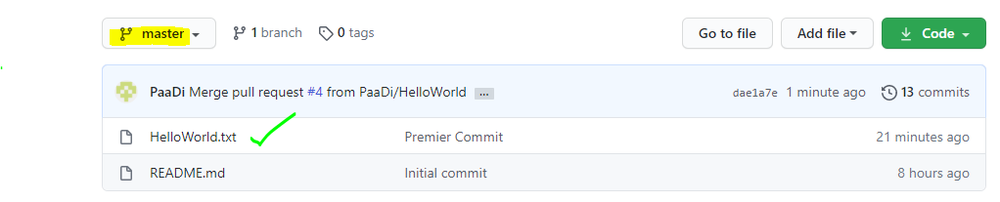 master 1 branch 0 tags Go to file Add file Code
PaaDi Merge pull request #4 from PaaDi/HelloWorld ... dae1a7e 1 minute ago 13 commits
HelloWorld.txt Premier Commit 21 minutes ago
README.md Initial commit 8 hours ago